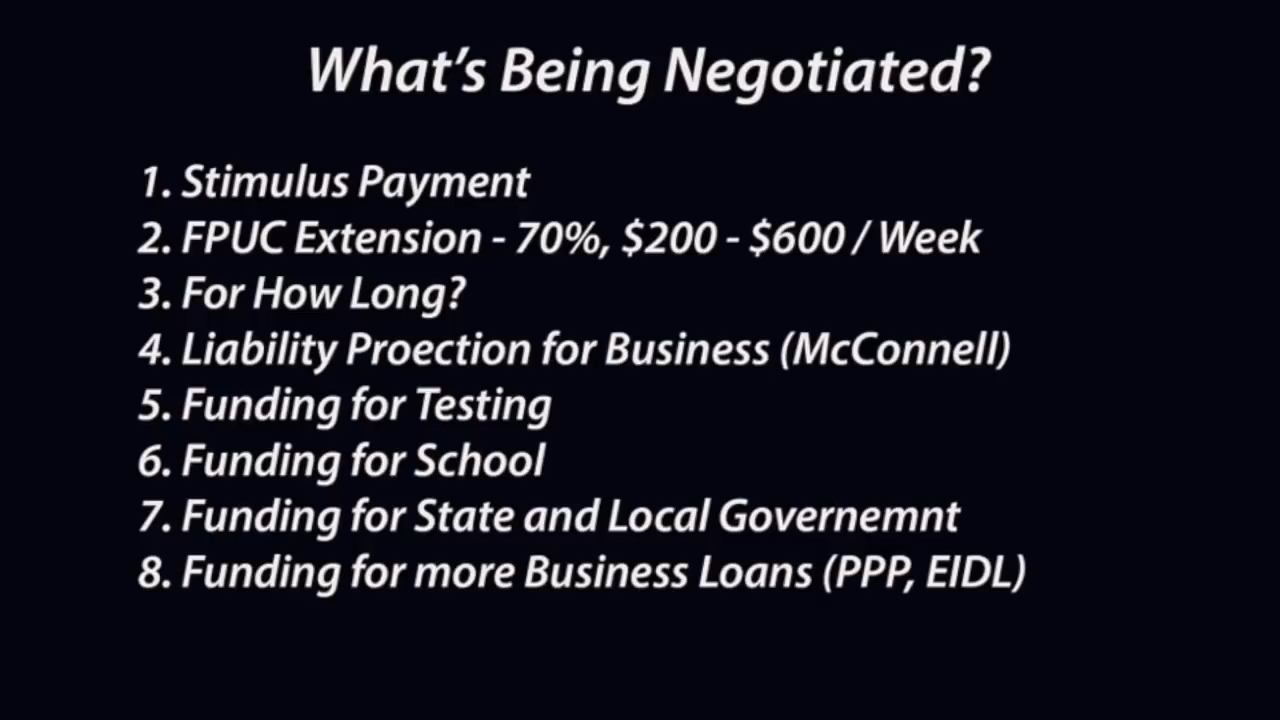 What's Being Negotiated?
1. Stimulus Payment
2. FPUC Extension - 70%, $200 - $600 / Week
3. For How Long?
4. Liability Proection for Business (McConnell)
5. Funding for Testing
6. Funding for School
7. Funding for State and Local Governemnt
8. Funding for more Business Loans (PPP, EIDL)